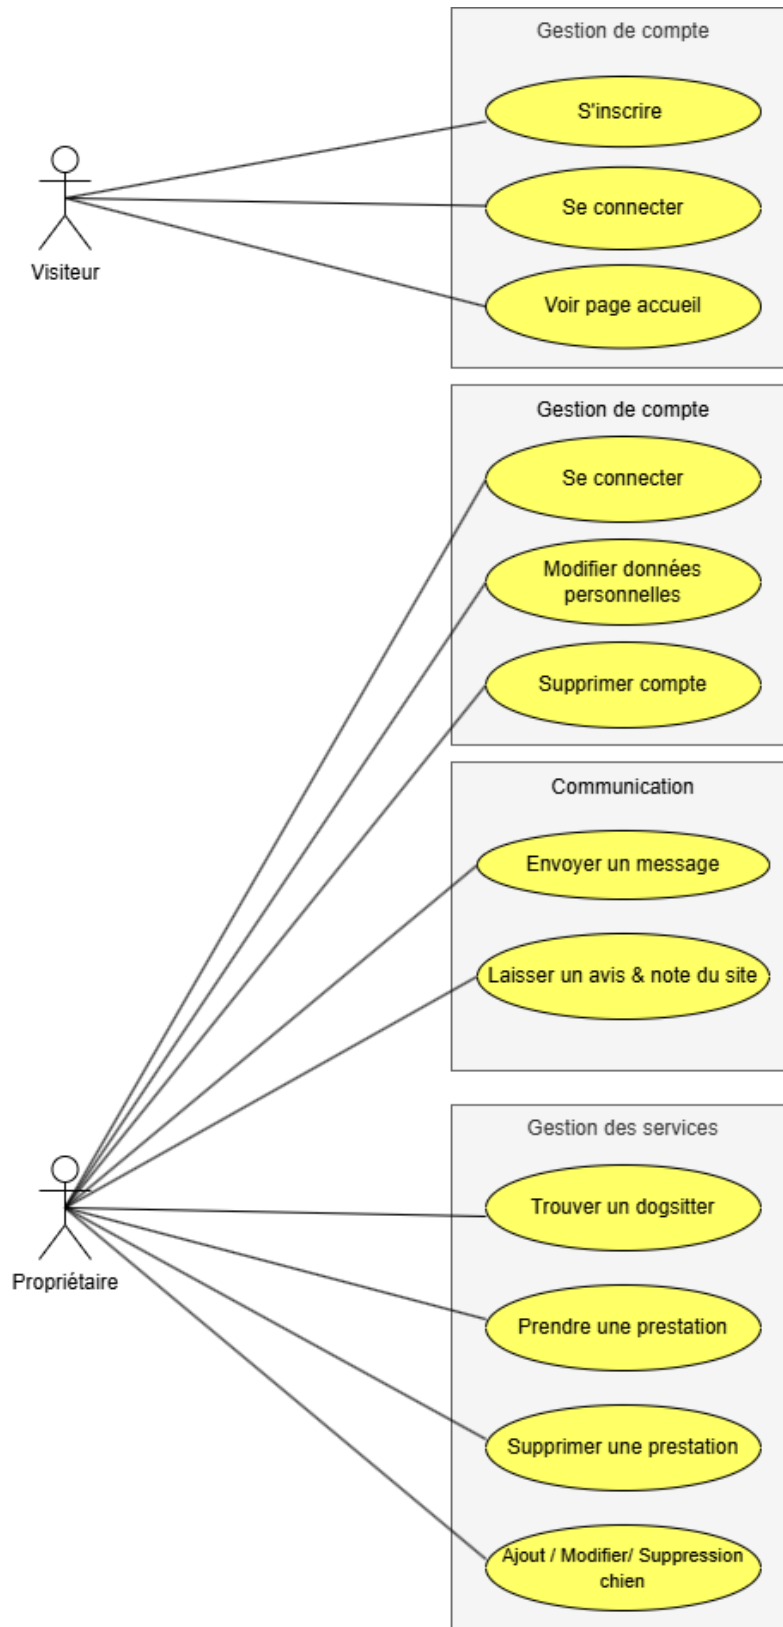 Gestion de compte
S'inscrire
Se connecter
Voir page accueil
Visiteur
Gestion de compte
Se connecter
Modifier données
personnelles
Supprimer compte
Communication
Envoyer un message
Laisser un avis & note du site
Gestion des services
Trouver un dogsitter
Propriétaire
Prendre une prestation
Supprimer une prestation
Ajout / Modifier/ Suppression
chien